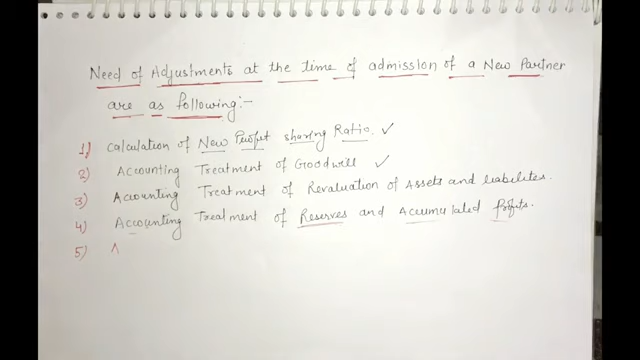 Need of Adjustments at the time of admission of a New Partner
are as following:-
1) Calculation of New Profit sharing Ratio. ✓
2) Accounting Treatment of Goodwill ✓
3) Accounting Treatment of Revaluation of Assets and liabilites.
4) Accounting Treatment of Reserves and Accumulated Profits.
5) A